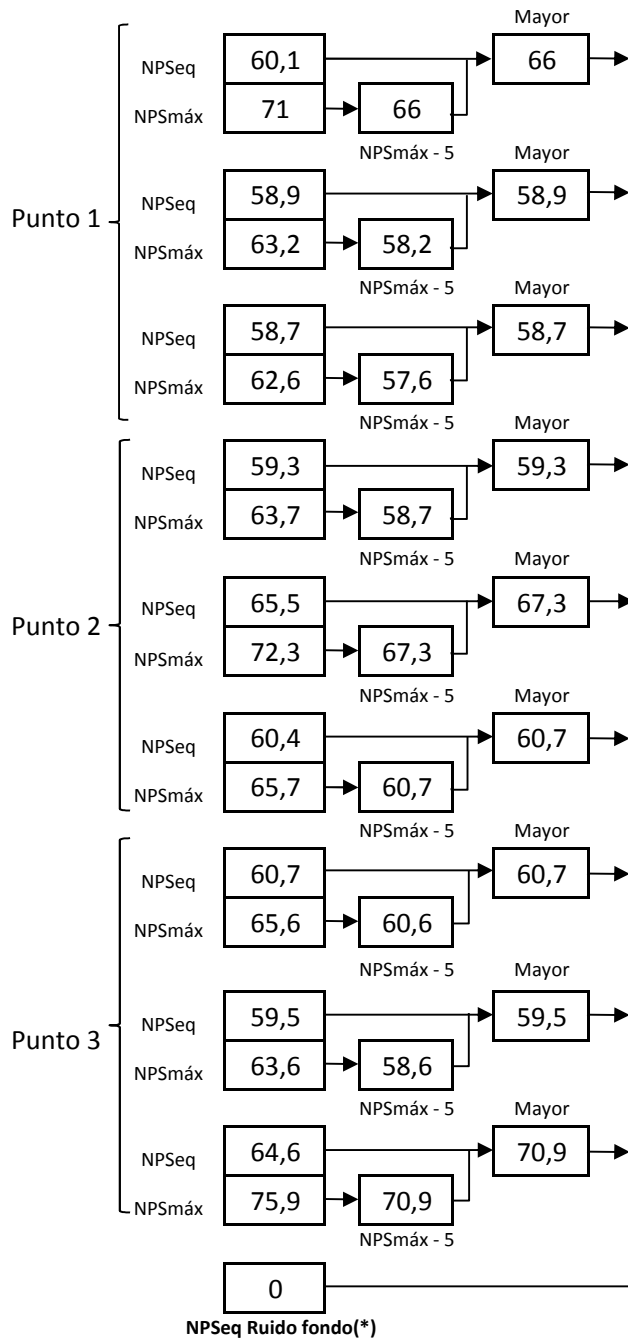 Mayor
NPSeq 60,1 66
NPSmáx 71 66
NPSmáx - 5
Mayor
Punto 1
NPSeq 58,9 58,9
NPSmáx 63,2 58,2
NPSmáx - 5
Mayor
NPSeq 58,7 58,7
NPSmáx 62,6 57,6
NPSmáx - 5
Mayor
NPSeq 59,3 59,3
NPSmáx 63,7 58,7
NPSmáx - 5
Mayor
Punto 2
NPSeq 65,5 67,3
NPSmáx 72,3 67,3
NPSmáx - 5
Mayor
NPSeq 60,4 60,7
NPSmáx 65,7 60,7
NPSmáx - 5
Mayor
NPSeq 60,7 60,7
NPSmáx 65,6 60,6
NPSmáx - 5
Mayor
Punto 3
NPSeq 59,5 59,5
NPSmáx 63,6 58,6
NPSmáx - 5
Mayor
NPSeq 64,6 70,9
NPSmáx 75,9 70,9
NPSmáx - 5
0
NPSeq Ruido fondo(*)